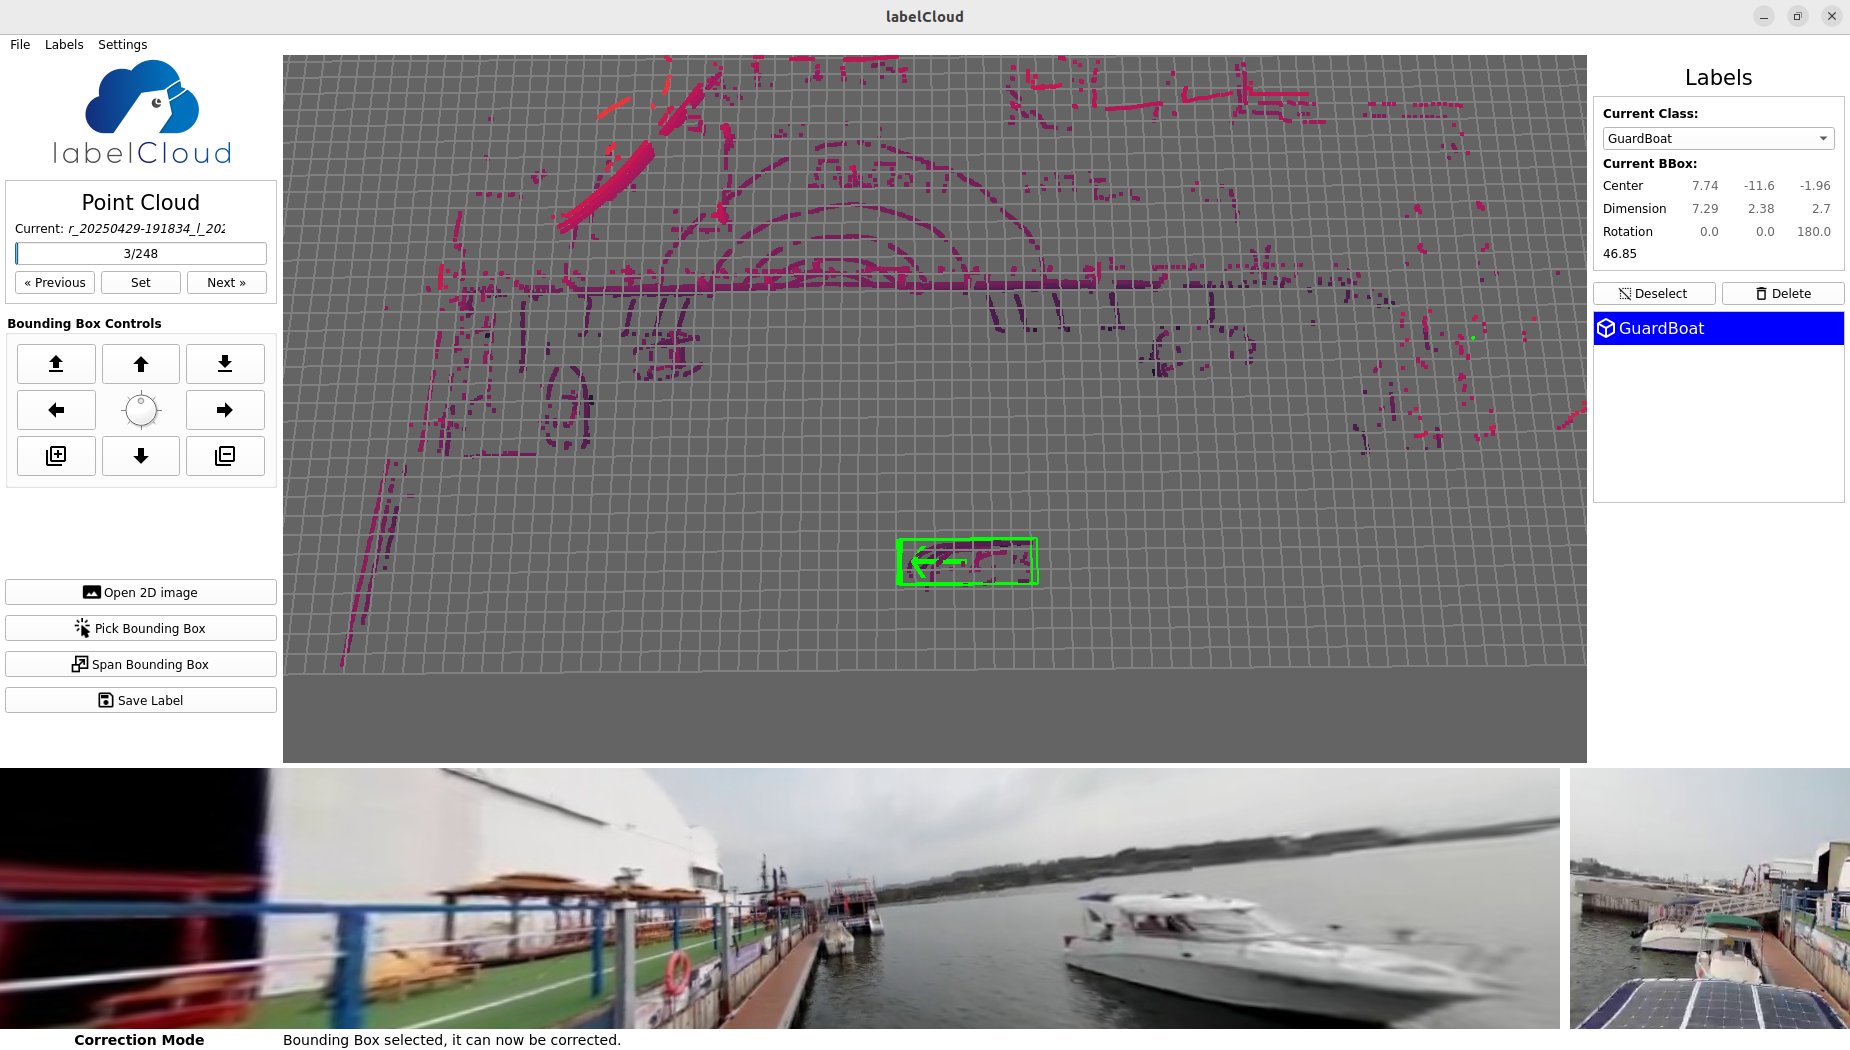 labelCloud
File Labels Settings
labelCloud
Point Cloud
Current: r_20250429-191834_l_202
3/248
« Previous Set Next »
Bounding Box Controls
Open 2D image
Pick Bounding Box
Span Bounding Box
Save Label
Labels
Current Class:
GuardBoat
Current BBox:
Center 7.74 -11.6 -1.96
Dimension 7.29 2.38 2.7
Rotation 0.0 0.0 180.0
46.85
Deselect Delete
GuardBoat
Correction Mode Bounding Box selected, it can now be corrected.